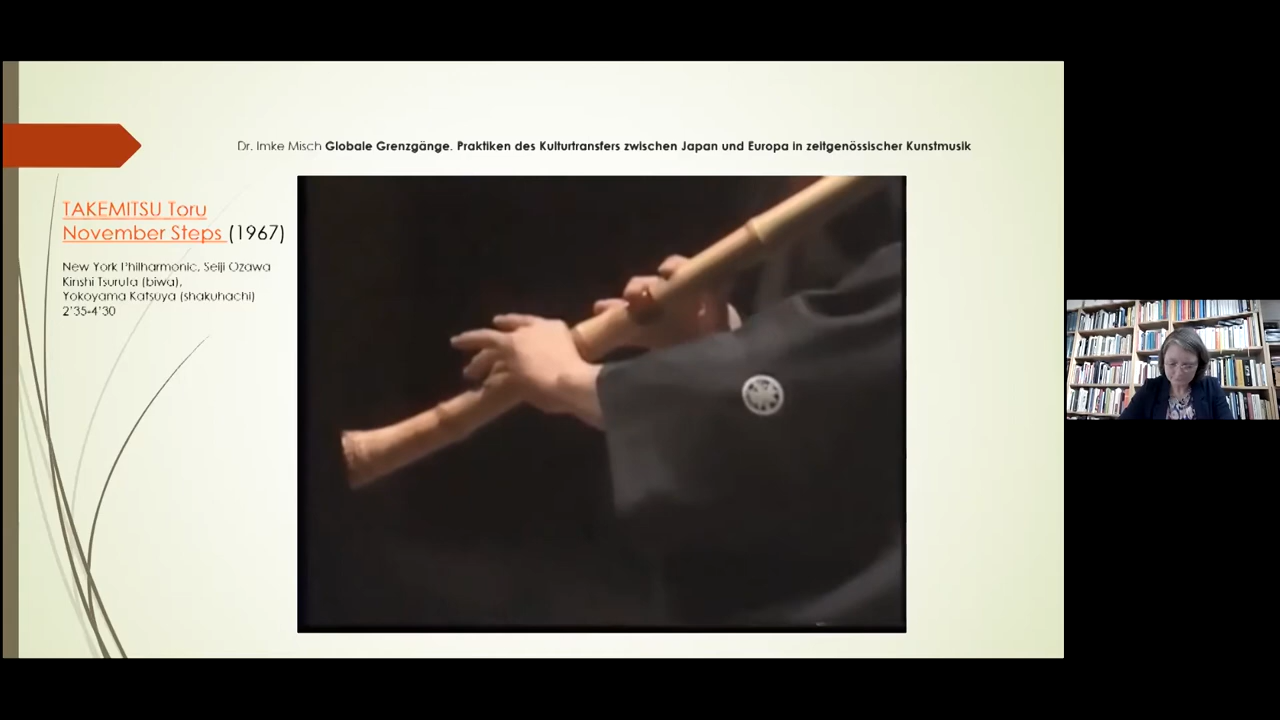 Dr. Imke Misch Globale Grenzgänge. Praktiken des Kulturtransfers zwischen Japan und Europa in zeitgenössischer Kunstmusik
TAKEMITSU Toru
November Steps (1967)
New York Philharmonic, Seiji Ozawa
Kinshi Tsuruta (biwa),
Yokoyama Katsuya (shakuhachi)
2'35-4'30